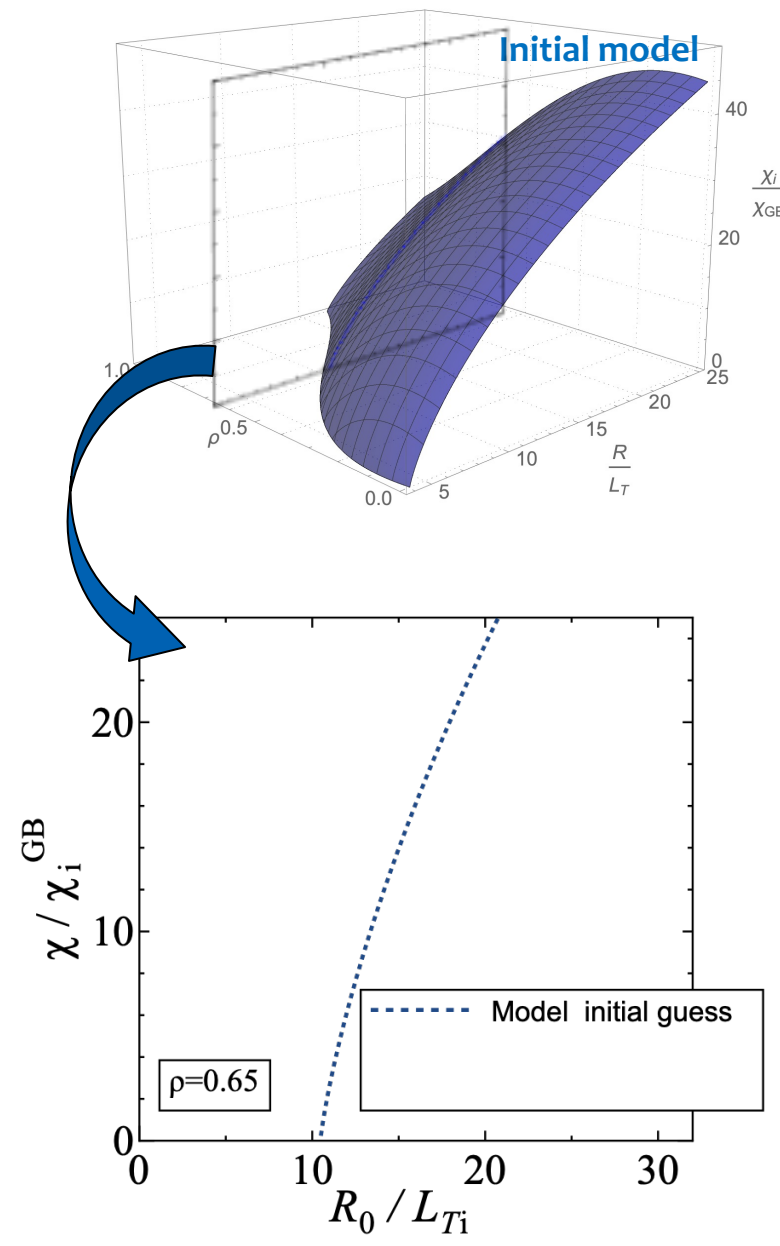 Initial model
40
χi
χGB
20
0
25
20
15
10
5
R
LT
1.0
ρ 0.5
0.0
20
10
0
χ / χi GB
Model initial guess
ρ=0.65
0 10 20 30
R0 / LTi